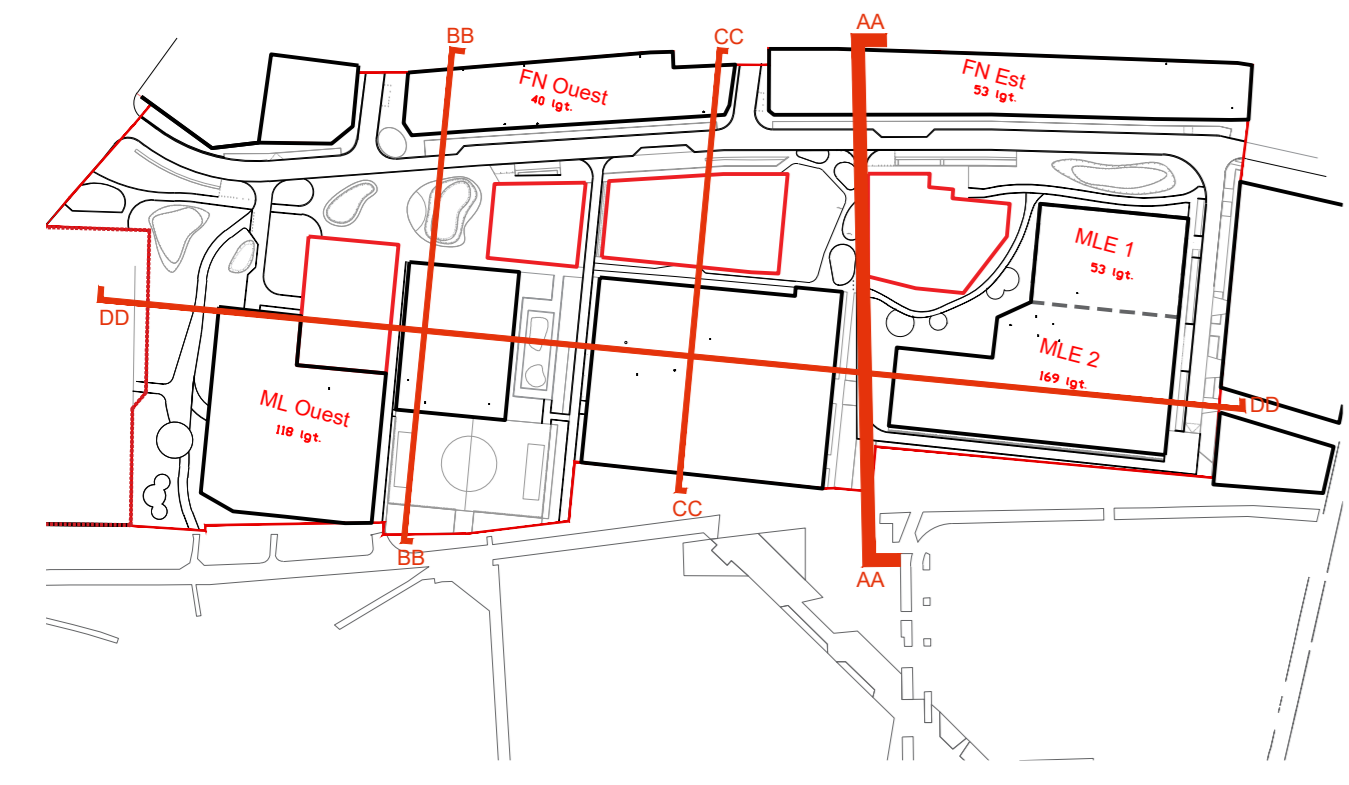 AA
BB
CC
FN Ouest
40 lgt.
FN Est
53 lgt.
MLE 1
53 lgt.
DD
MLE 2
169 lgt.
ML Ouest
118 lgt.
DD
CC
BB
AA